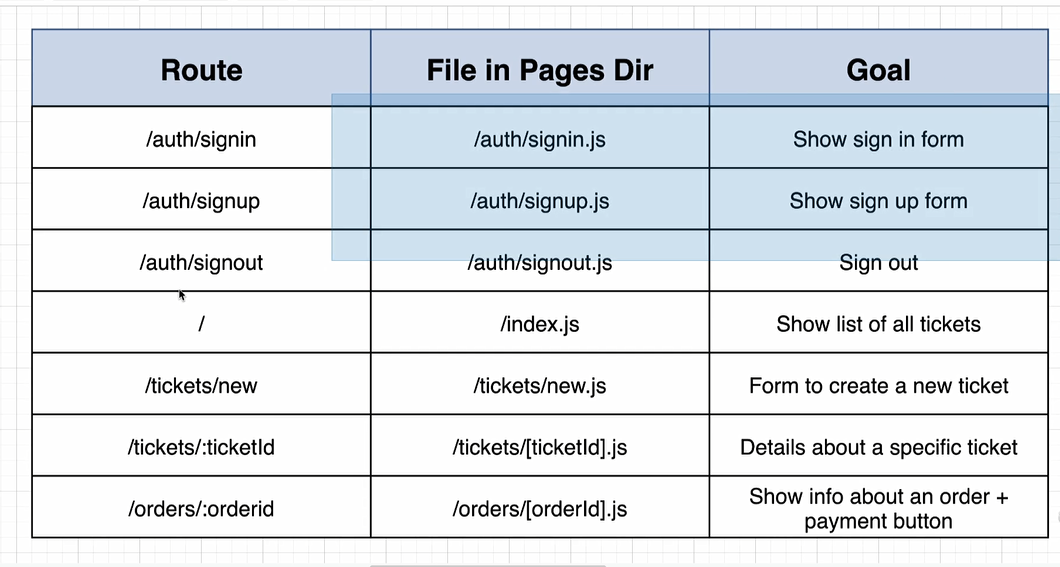 Route File in Pages Dir Goal
/auth/signin /auth/signin.js Show sign in form
/auth/signup /auth/signup.js Show sign up form
/auth/signout /auth/signout.js Sign out
/ /index.js Show list of all tickets
/tickets/new /tickets/new.js Form to create a new ticket
/tickets/:ticketId /tickets/[ticketId].js Details about a specific ticket
/orders/:orderid /orders/[orderId].js Show info about an order +
payment button